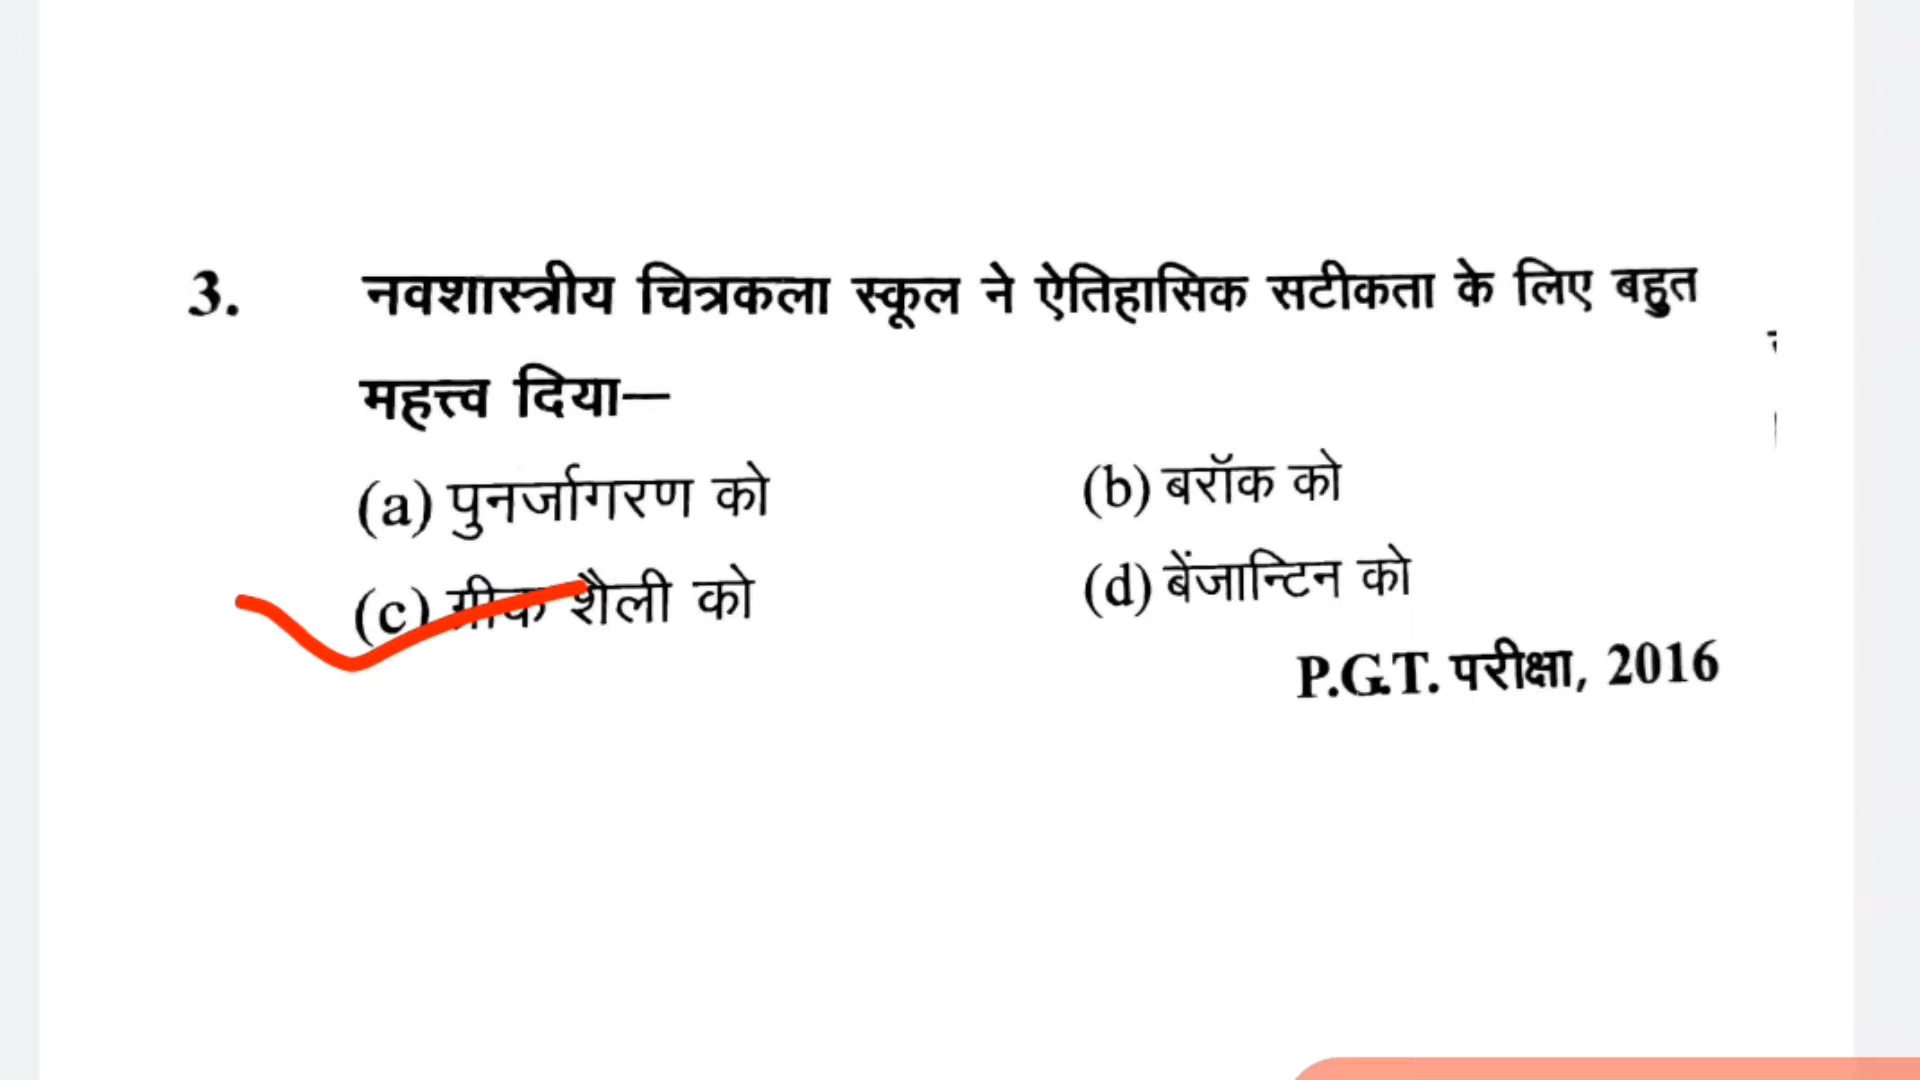 3. नवशास्त्रीय चित्रकला स्कूल ने ऐतिहासिक सटीकता के लिए बहुत
महत्त्व दिया—
(a) पुनर्जागरण को (b) बरॉक को
(c) ग्रीक शैली को (d) बेंजान्टिन को
P.G.T. परीक्षा, 2016